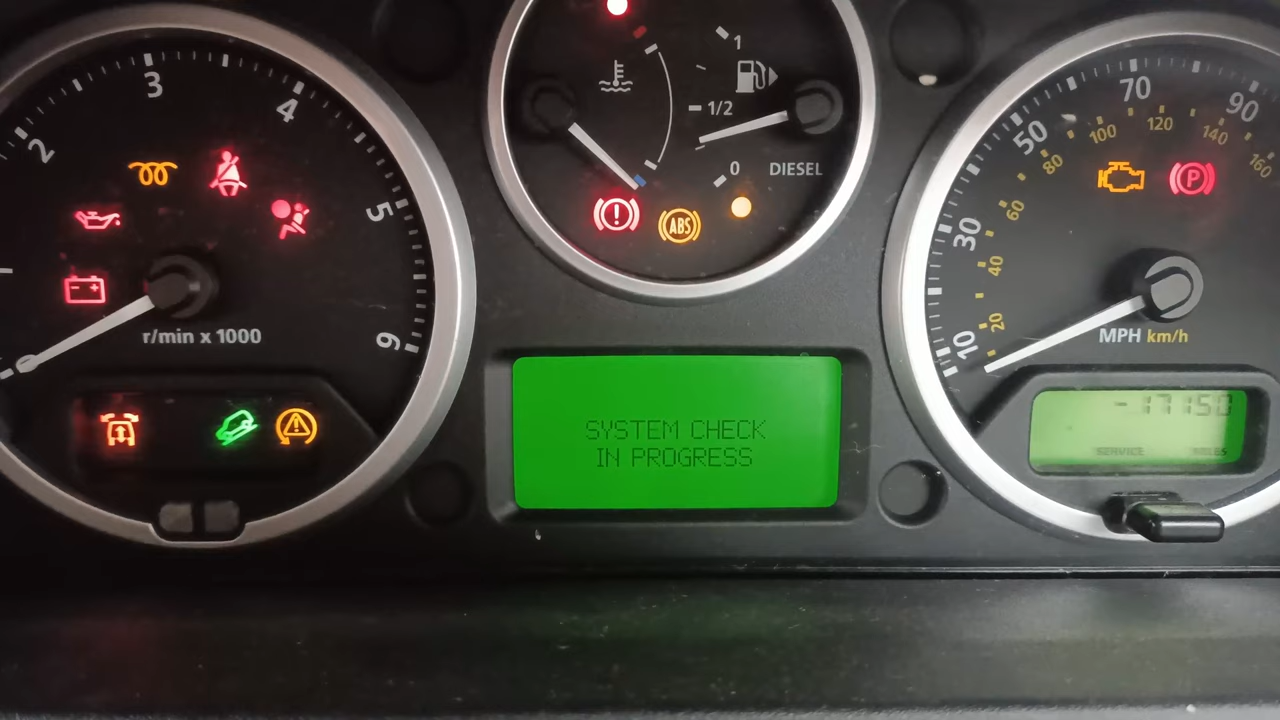 2
3
4
5
6
r/min x 1000
1
1/2
0
DIESEL
ABS
SYSTEM CHECK
IN PROGRESS
10
30
50
70
90
20
40
60
80
100
120
140
160
P
MPH km/h
-17150
SERVICE MILES